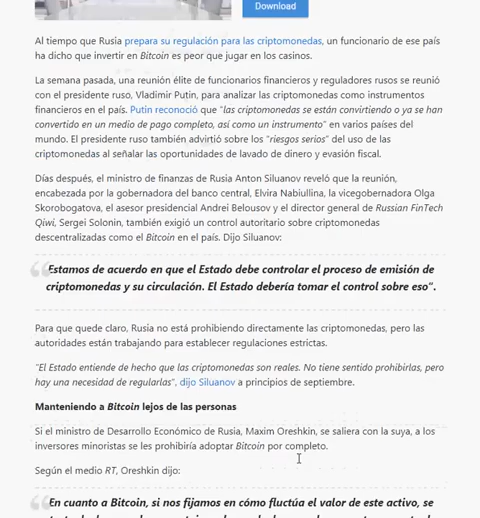 Download
Al tiempo que Rusia prepara su regulación para las criptomonedas, un funcionario de ese país
ha dicho que invertir en Bitcoin es peor que jugar en los casinos.
La semana pasada, una reunión élite de funcionarios financieros y reguladores rusos se reunió
con el presidente ruso, Vladimir Putin, para analizar las criptomonedas como instrumentos
financieros en el país. Putin reconoció que “las criptomonedas se están convirtiendo o ya se han
convertido en un medio de pago completo, así como un instrumento” en varios países del
mundo. El presidente ruso también advirtió sobre los “riesgos serios” del uso de las
criptomonedas al señalar las oportunidades de lavado de dinero y evasión fiscal.
Días después, el ministro de finanzas de Rusia Anton Siluanov reveló que la reunión,
encabezada por la gobernadora del banco central, Elvira Nabiullina, la vicegobernadora Olga
Skorobogatova, el asesor presidencial Andrei Belousov y el director general de Russian FinTech
Qiwi, Sergei Solonin, también exigió un control autoritario sobre criptomonedas
descentralizadas como el Bitcoin en el país. Dijo Siluanov:
Estamos de acuerdo en que el Estado debe controlar el proceso de emisión de
criptomonedas y su circulación. El Estado debería tomar el control sobre eso”.
Para que quede claro, Rusia no está prohibiendo directamente las criptomonedas, pero las
autoridades están trabajando para establecer regulaciones estrictas.
“El Estado entiende de hecho que las criptomonedas son reales. No tiene sentido prohibirlas, pero
hay una necesidad de regularlas”, dijo Siluanov a principios de septiembre.
Manteniendo a Bitcoin lejos de las personas
Si el ministro de Desarrollo Económico de Rusia, Maxim Oreshkin, se saliera con la suya, a los
inversores minoristas se les prohibiría adoptar Bitcoin por completo.
Según el medio RT, Oreshkin dijo:
En cuanto a Bitcoin, si nos fijamos en cómo fluctúa el valor de este activo, se